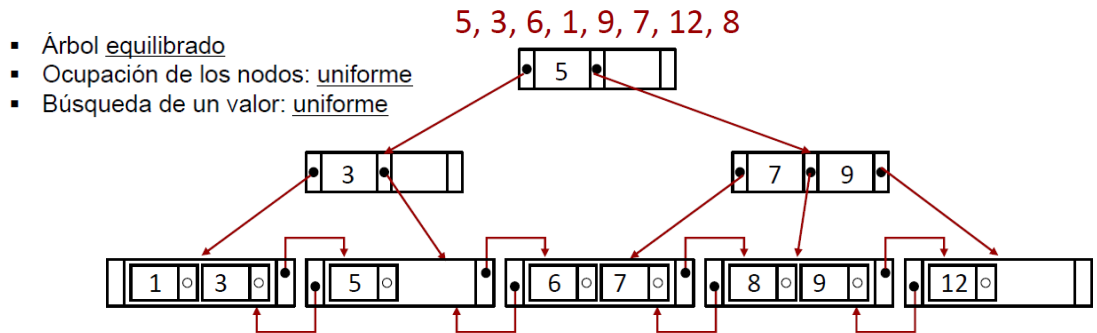 5, 3, 6, 1, 9, 7, 12, 8
▪ Árbol equilibrado
▪ Ocupación de los nodos: uniforme
▪ Búsqueda de un valor: uniforme
5
3
7 9
1 3 5 6 7 8 9 12